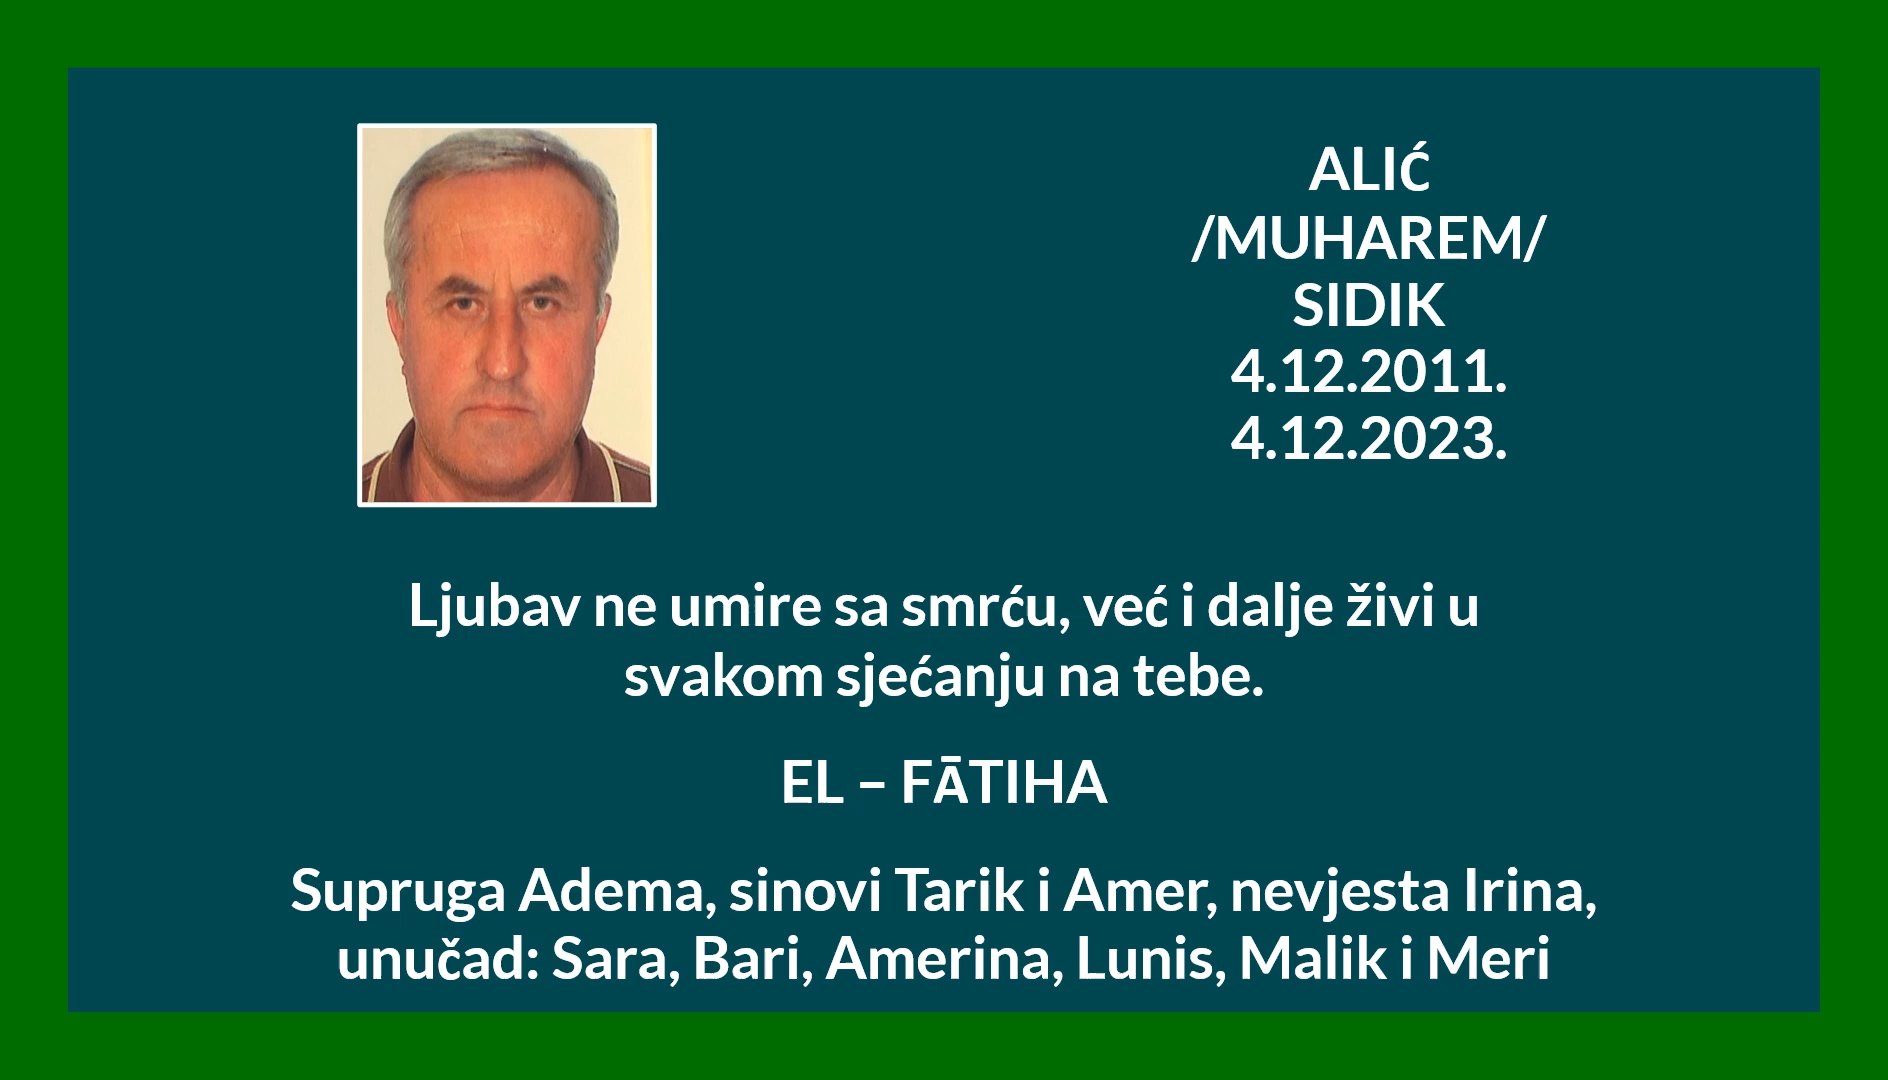 ALIĆ
/MUHAREM/
SIDIK
4.12.2011.
4.12.2023.
Ljubav ne umire sa smrću, već i dalje živi u
svakom sjećanju na tebe.
EL – FĀTIHA
Supruga Adema, sinovi Tarik i Amer, nevjesta Irina,
unučad: Sara, Bari, Amerina, Lunis, Malik i Meri